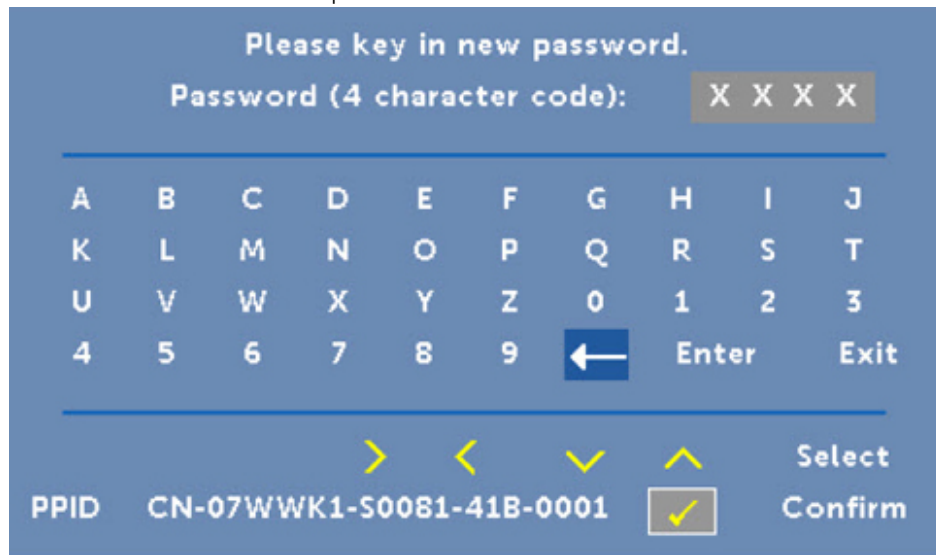 Please key in new password.
Password (4 character code): X X X X
A B C D E F G H I J
K L M N O P Q R S T
U V W X Y Z 0 1 2 3
4 5 6 7 8 9 ← Enter Exit
> < ∨ ∧ Select
PPID CN-07WWK1-S0081-41B-0001 ✓ Confirm